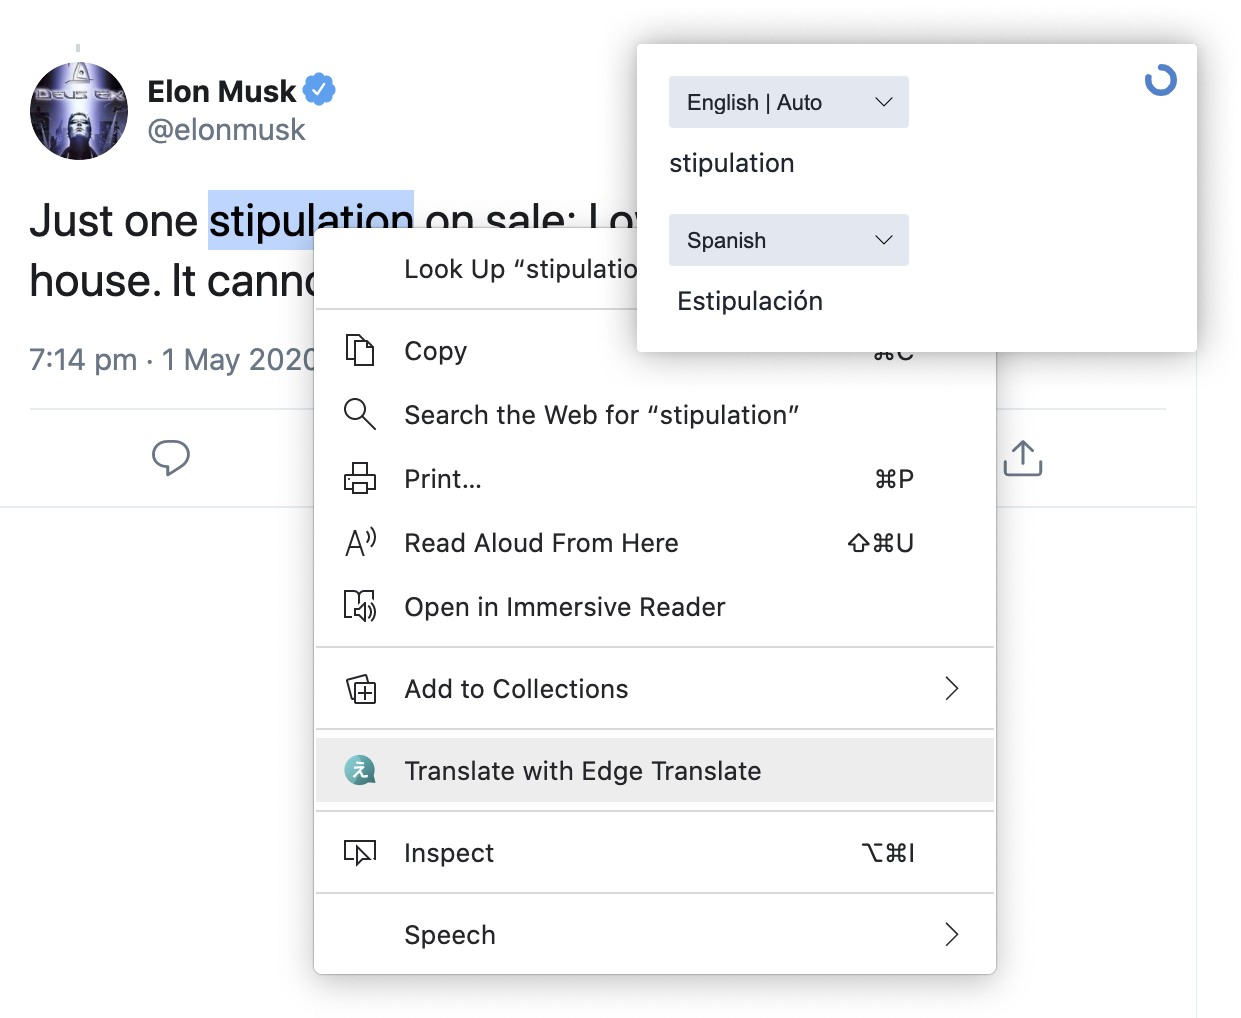 DEUS EX
Elon Musk
@elonmusk
Just one stipulation on sale:
house. It
7:14 pm · 1 May 2020
English | Auto
stipulation
Spanish
Estipulación
Look Up “stipulatio
Copy ⌘C
Search the Web for “stipulation”
Print... ⌘P
Read Aloud From Here ⇧⌘U
Open in Immersive Reader
Add to Collections
え Translate with Edge Translate
Inspect ⌥⌘I
Speech